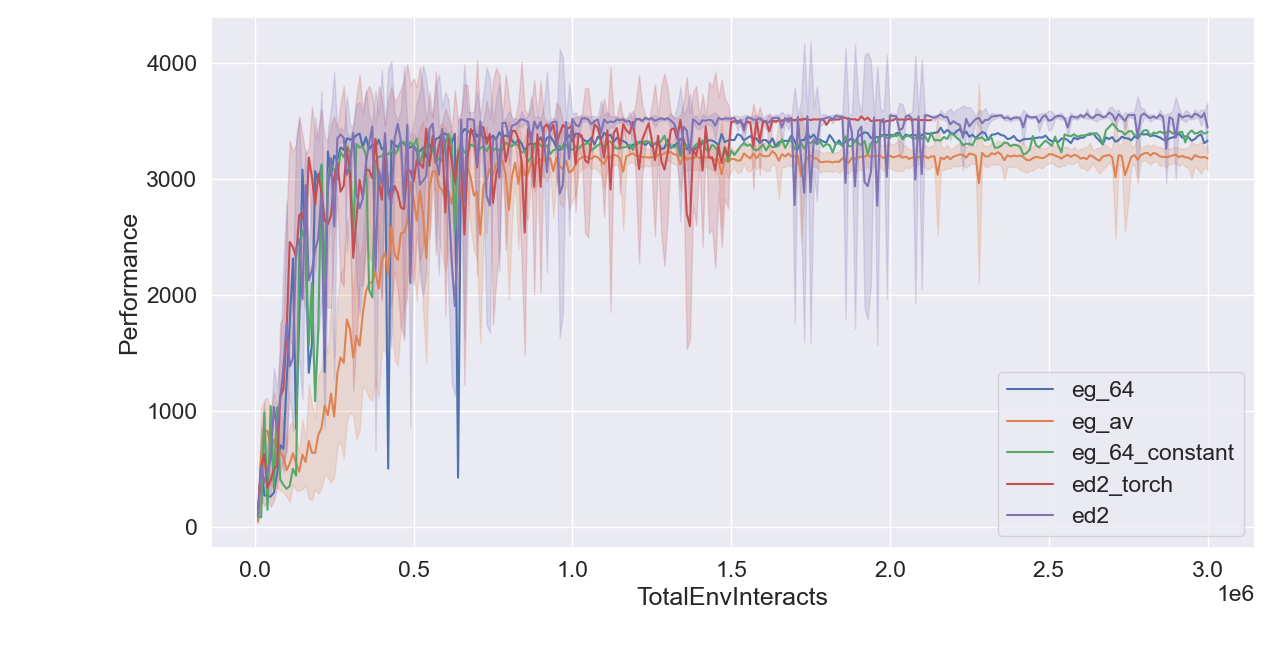 4000
3000
2000
1000
0
Performance
0.0 0.5 1.0 1.5 2.0 2.5 3.0
1e6
TotalEnvInteracts
eg_64
eg_av
eg_64_constant
ed2_torch
ed2